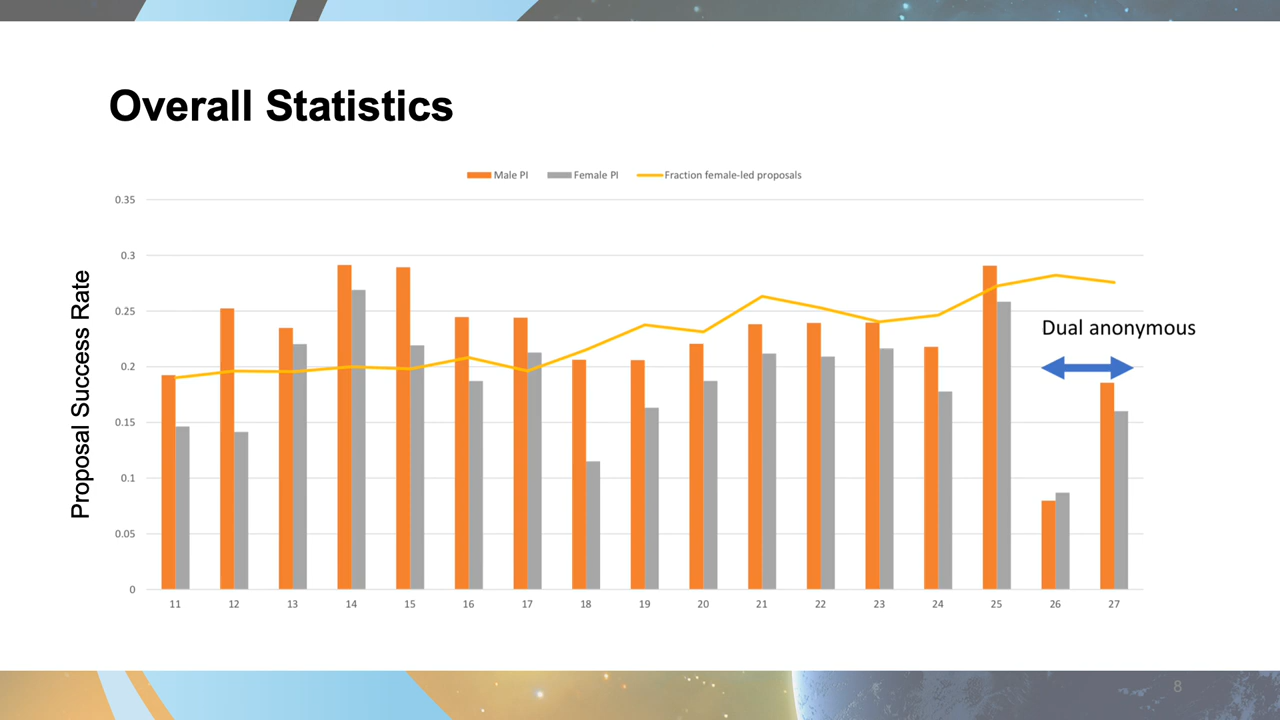 Overall Statistics
Male PI Female PI Fraction female-led proposals
Proposal Success Rate
0.35
0.3
0.25
0.2
0.15
0.1
0.05
0
Dual anonymous
11 12 13 14 15 16 17 18 19 20 21 22 23 24 25 26 27
8